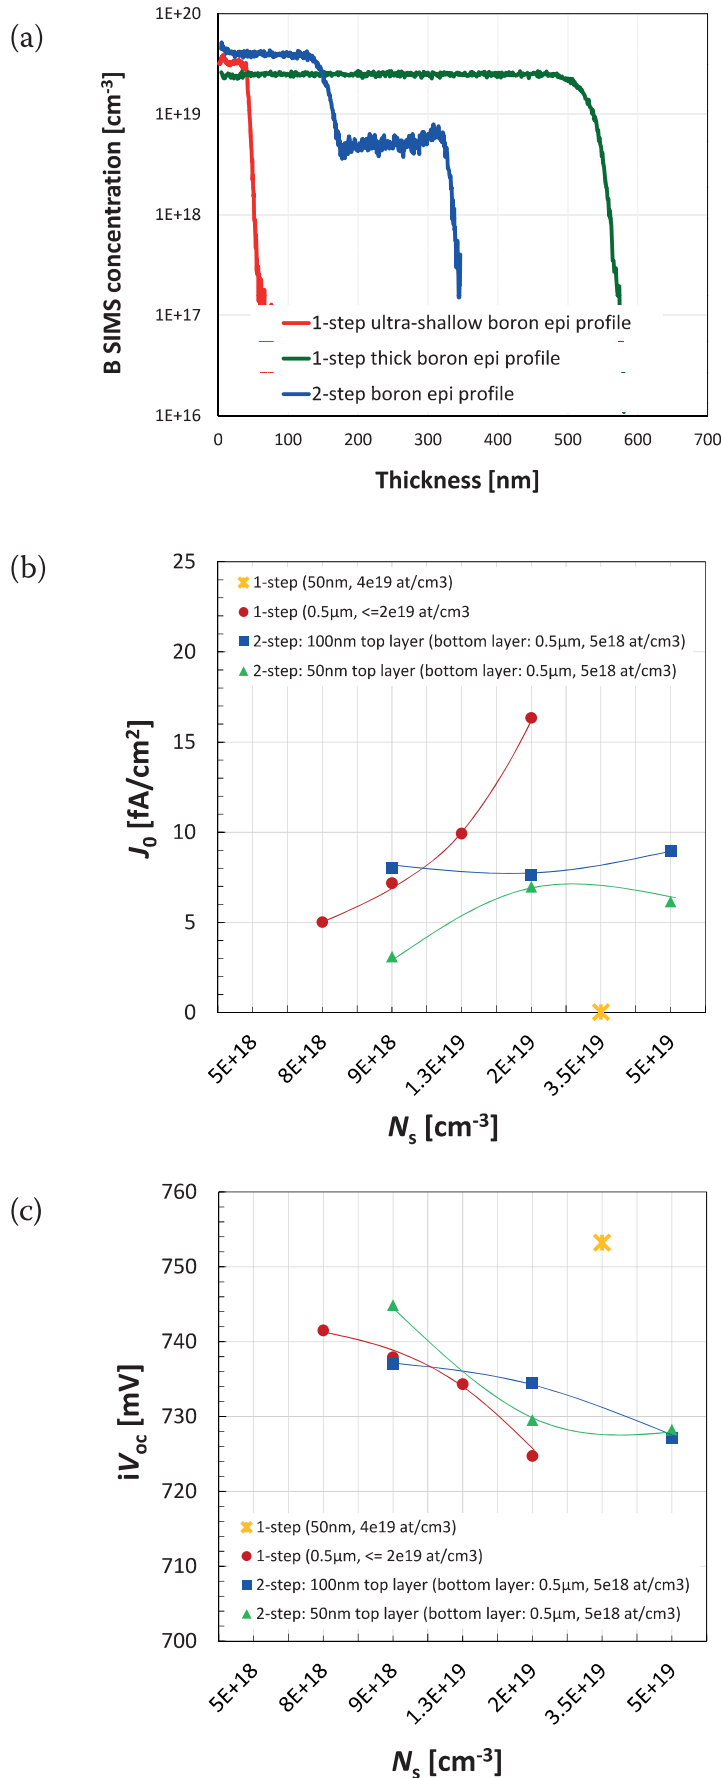 (a)
B SIMS concentration [cm-3]
1E+20
1E+19
1E+18
1E+17
1E+16
1-step ultra-shallow boron epi profile
1-step thick boron epi profile
2-step boron epi profile
0 100 200 300 400 500 600 700
Thickness [nm]
(b)
J0 [fA/cm2]
25
20
15
10
5
0
1-step (50nm, 4e19 at/cm3)
1-step (0.5µm, <=2e19 at/cm3
2-step: 100nm top layer (bottom layer: 0.5µm, 5e18 at/cm3)
2-step: 50nm top layer (bottom layer: 0.5µm, 5e18 at/cm3)
5E+18 8E+18 9E+18 1.3E+19 2E+19 3.5E+19 5E+19
Ns [cm-3]
(c)
iVoc [mV]
760
750
740
730
720
710
700
1-step (50nm, 4e19 at/cm3)
1-step (0.5µm, <= 2e19 at/cm3)
2-step: 100nm top layer (bottom layer: 0.5µm, 5e18 at/cm3)
2-step: 50nm top layer (bottom layer: 0.5µm, 5e18 at/cm3)
5E+18 8E+18 9E+18 1.3E+19 2E+19 3.5E+19 5E+19
Ns [cm-3]